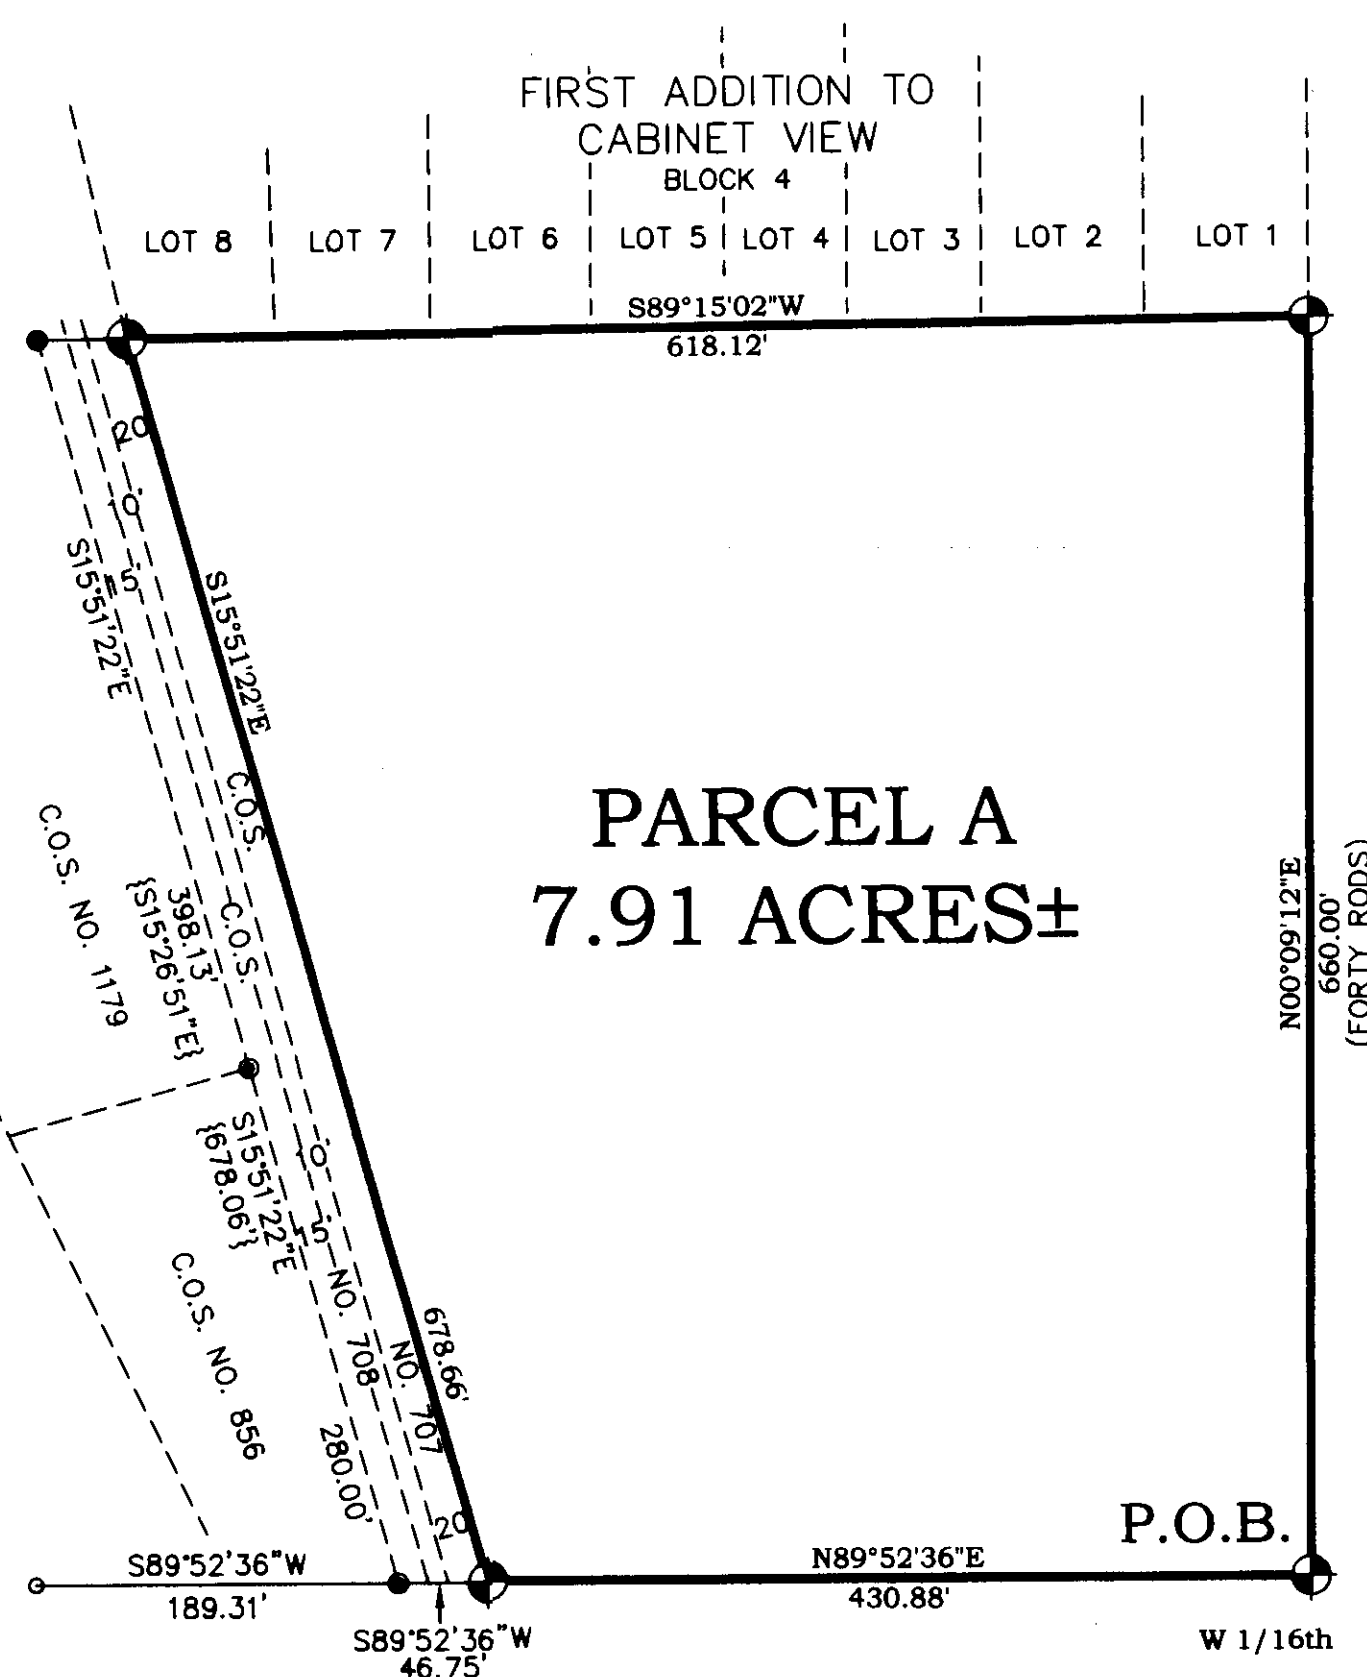 FIRST ADDITION TO
CABINET VIEW
BLOCK 4
LOT 8
LOT 7
LOT 6
LOT 5
LOT 4
LOT 3
LOT 2
LOT 1
S89°15'02"W
618.12'
20'
10'
15'
S15°51'22"E
S15°51'22"E
C.O.S.
C.O.S.
C.O.S. NO. 1179
398.13'
{S15°26'51"E}
PARCEL A
7.91 ACRES±
N00°09'12"E
660.00'
(FORTY RODS)
S15°51'22"E
{678.06'}
10'
15'
C.O.S. NO. 856
NO. 708
NO. 707
678.66'
280.00'
20'
P.O.B.
S89°52'36"W
189.31'
S89°52'36"W
46.75'
N89°52'36"E
430.88'
W 1/16th